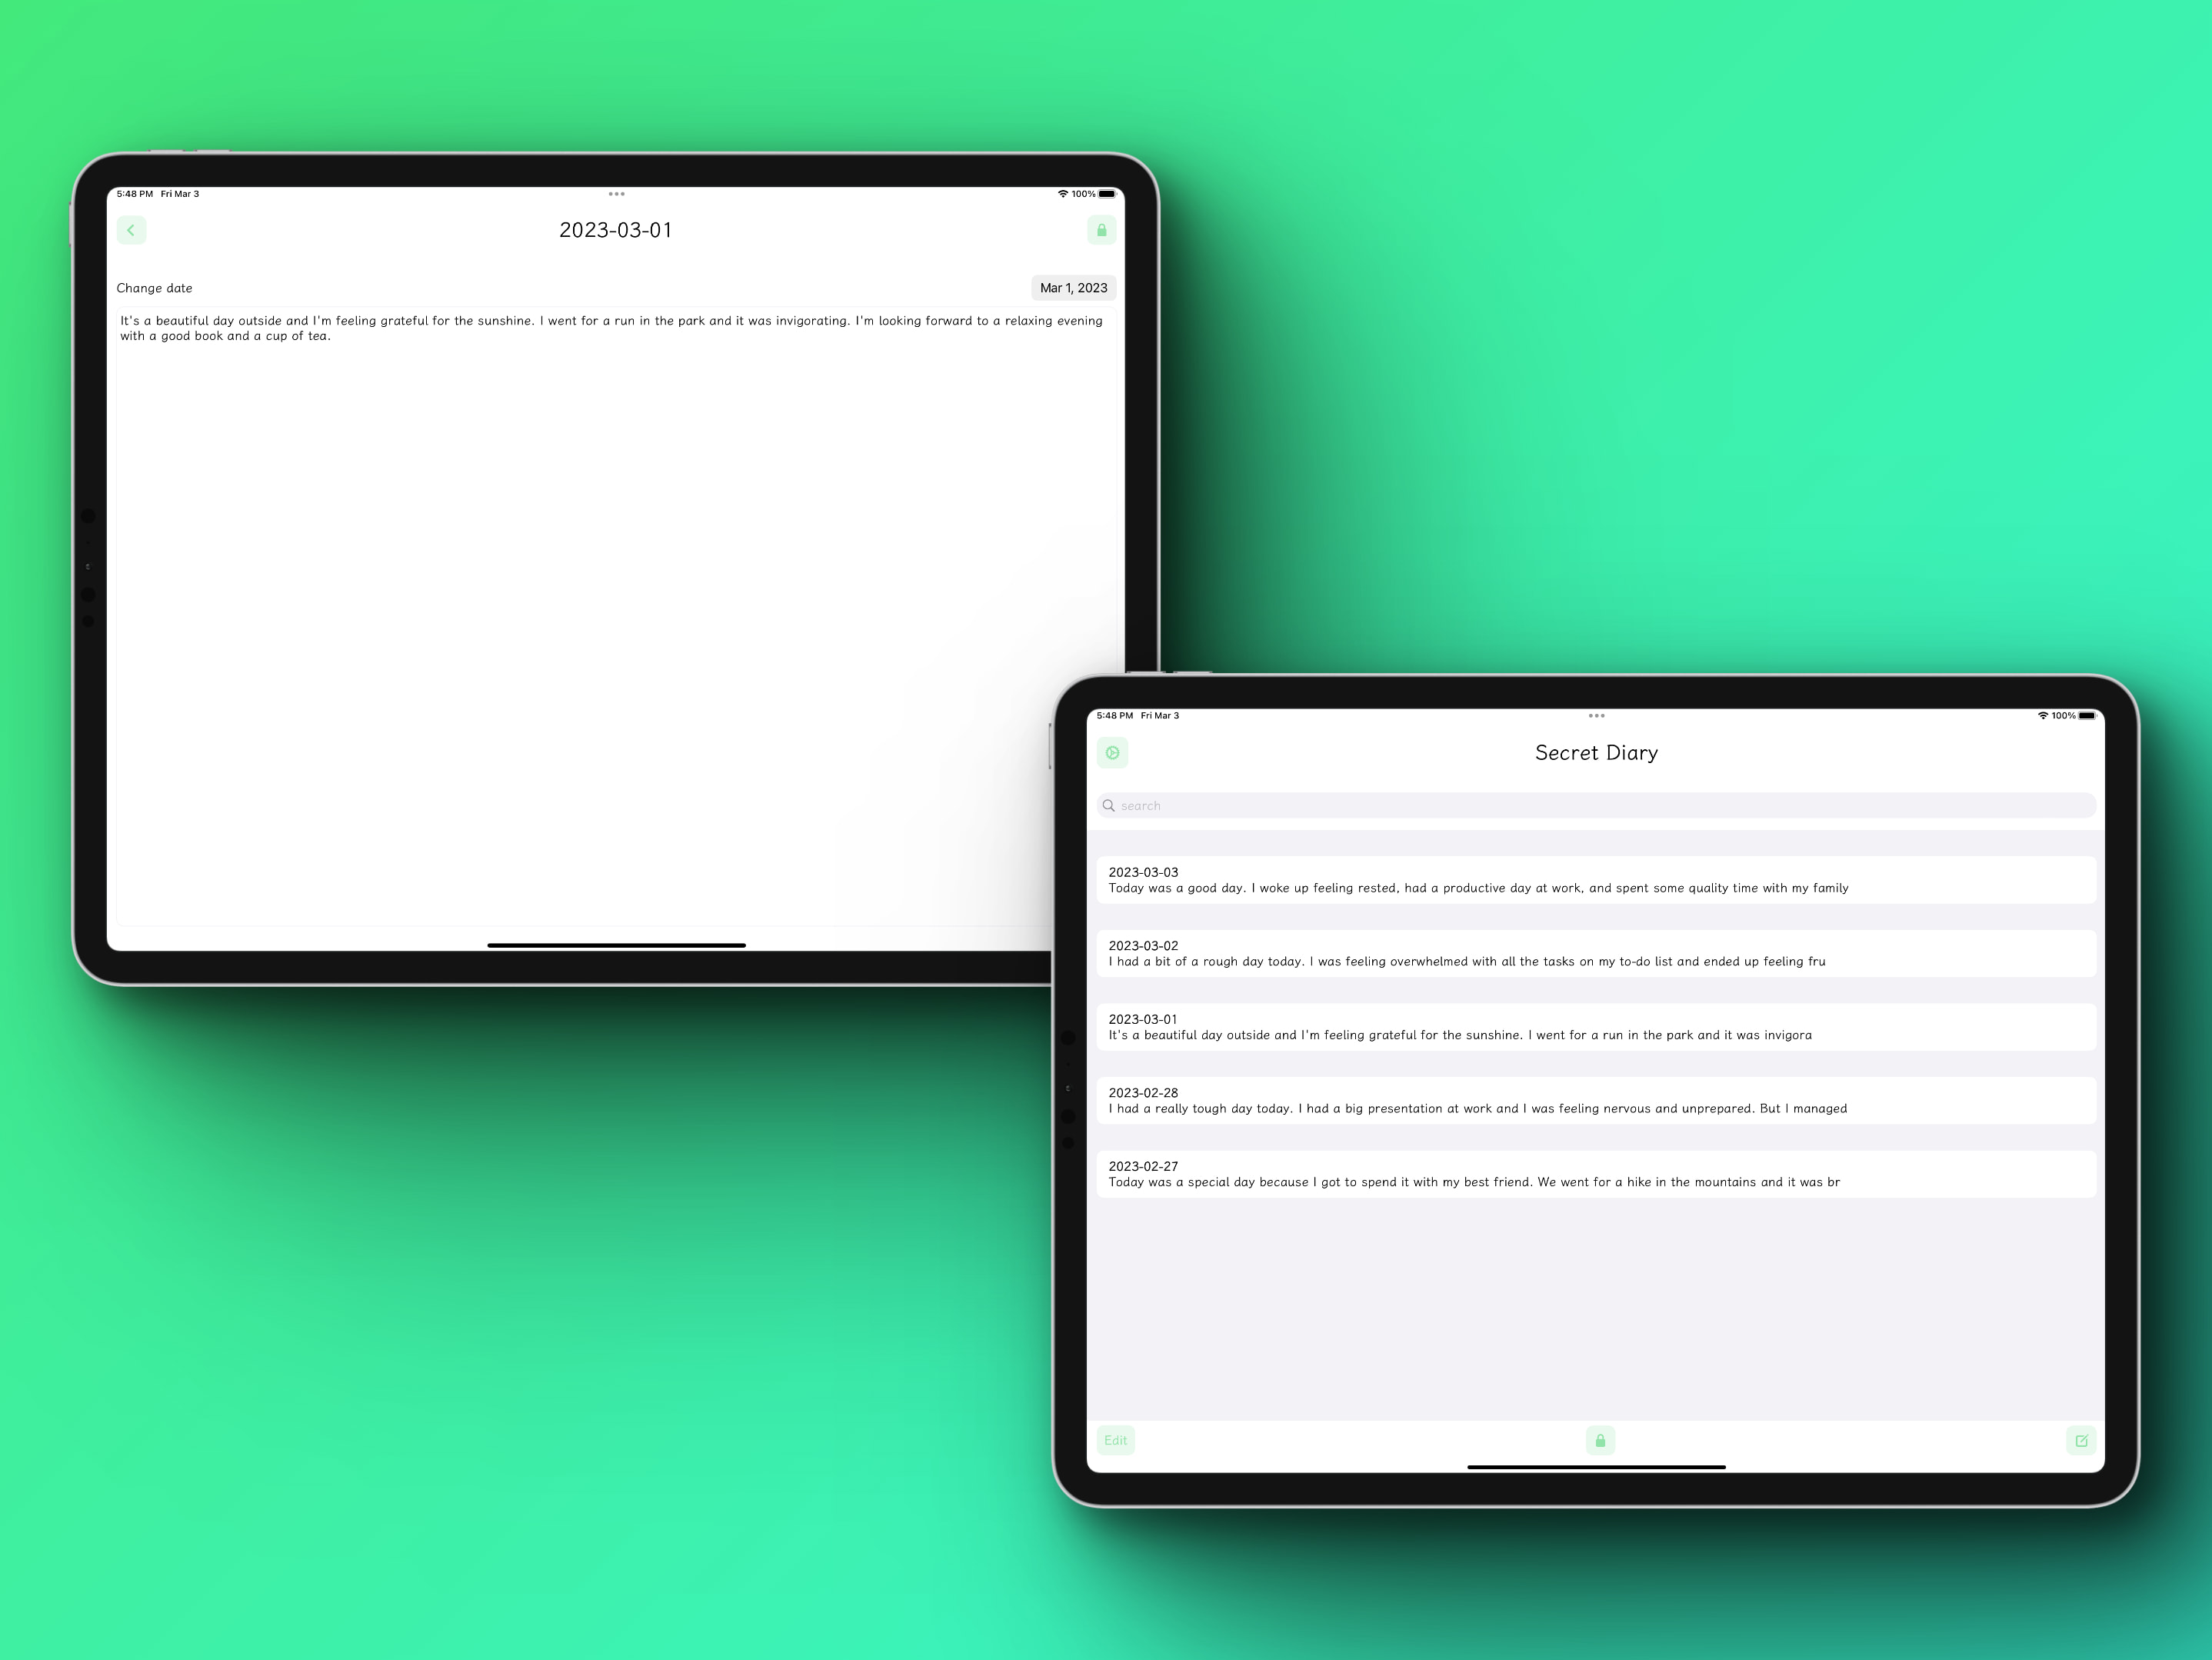 5:48 PM Fri Mar 3
100%
2023-03-01
Change date
Mar 1, 2023
It's a beautiful day outside and I'm feeling grateful for the sunshine. I went for a run in the park and it was invigorating. I'm looking forward to a relaxing evening
with a good book and a cup of tea.
5:48 PM Fri Mar 3
100%
Secret Diary
search
2023-03-03
Today was a good day. I woke up feeling rested, had a productive day at work, and spent some quality time with my family
2023-03-02
I had a bit of a rough day today. I was feeling overwhelmed with all the tasks on my to-do list and ended up feeling fru
2023-03-01
It's a beautiful day outside and I'm feeling grateful for the sunshine. I went for a run in the park and it was invigora
2023-02-28
I had a really tough day today. I had a big presentation at work and I was feeling nervous and unprepared. But I managed
2023-02-27
Today was a special day because I got to spend it with my best friend. We went for a hike in the mountains and it was br
Edit